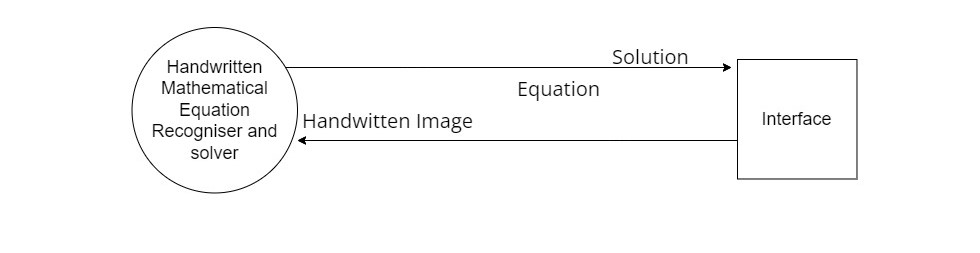 Handwritten
Mathematical
Equation
Recogniser and
solver
Solution
Equation
Handwitten Image
Interface